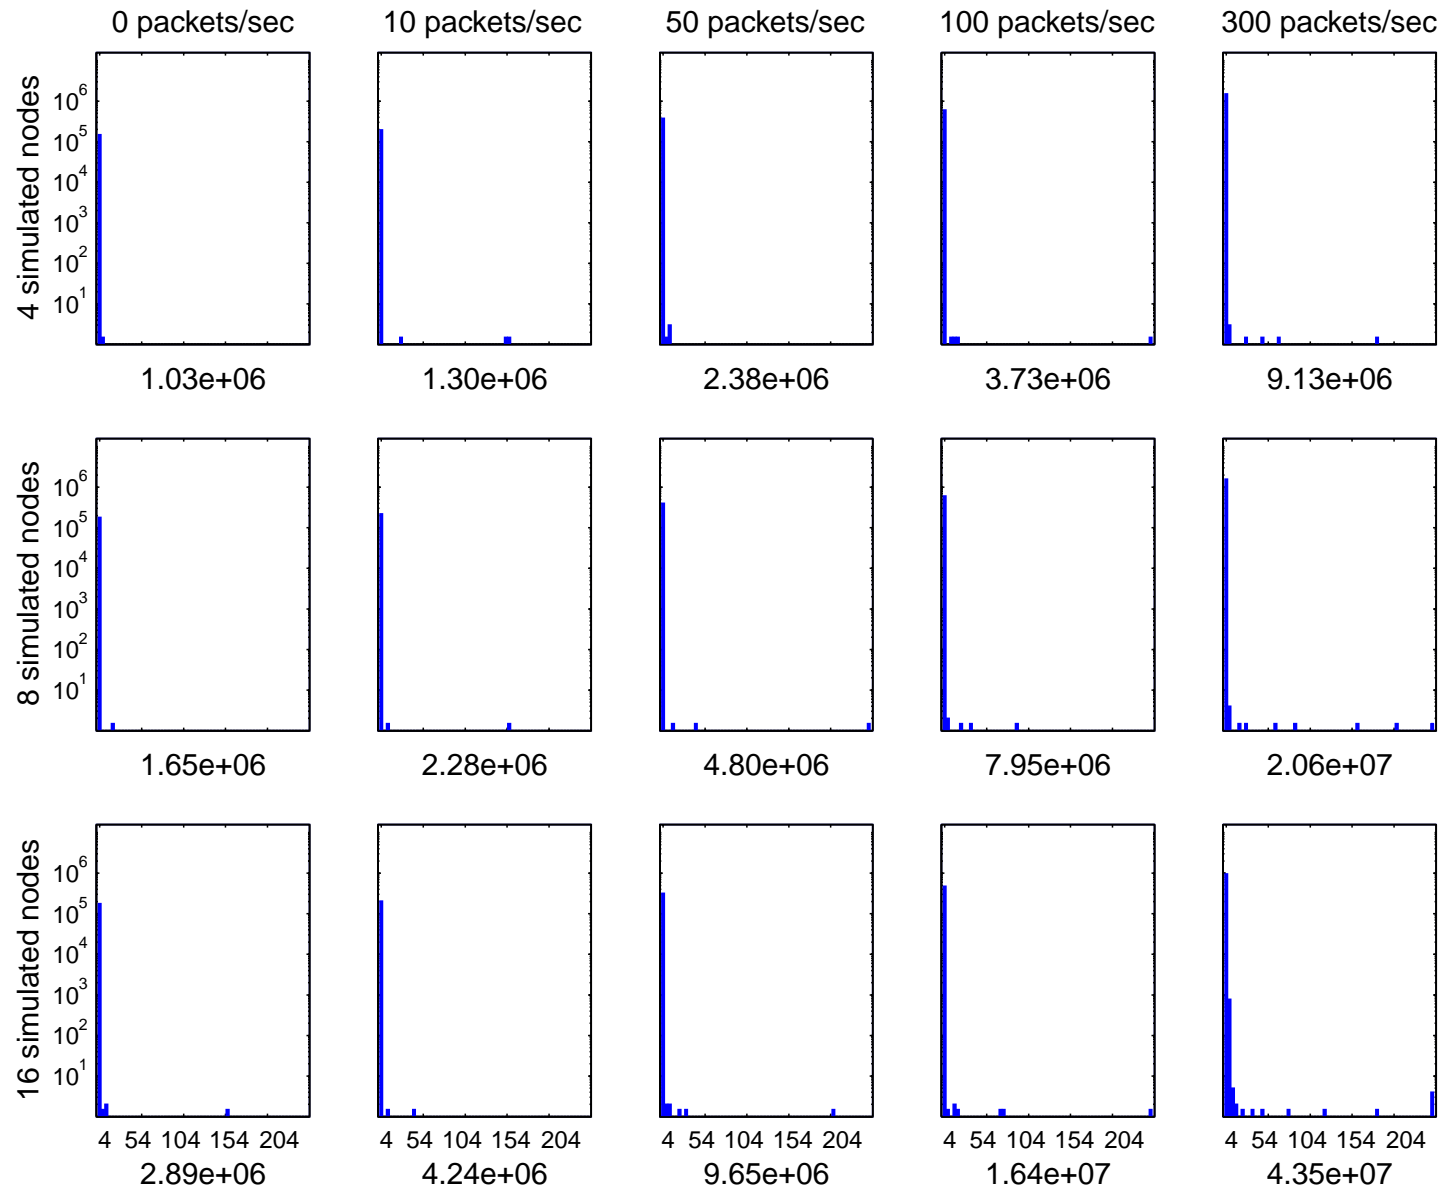 0 packets/sec 10 packets/sec 50 packets/sec 100 packets/sec 300 packets/sec
4 simulated nodes
10^6
10^5
10^4
10^3
10^2
10^1
1.03e+06 1.30e+06 2.38e+06 3.73e+06 9.13e+06
8 simulated nodes
10^6
10^5
10^4
10^3
10^2
10^1
1.65e+06 2.28e+06 4.80e+06 7.95e+06 2.06e+07
16 simulated nodes
10^6
10^5
10^4
10^3
10^2
10^1
4 54 104 154 204 4 54 104 154 204 4 54 104 154 204 4 54 104 154 204 4 54 104 154 204
2.89e+06 4.24e+06 9.65e+06 1.64e+07 4.35e+07